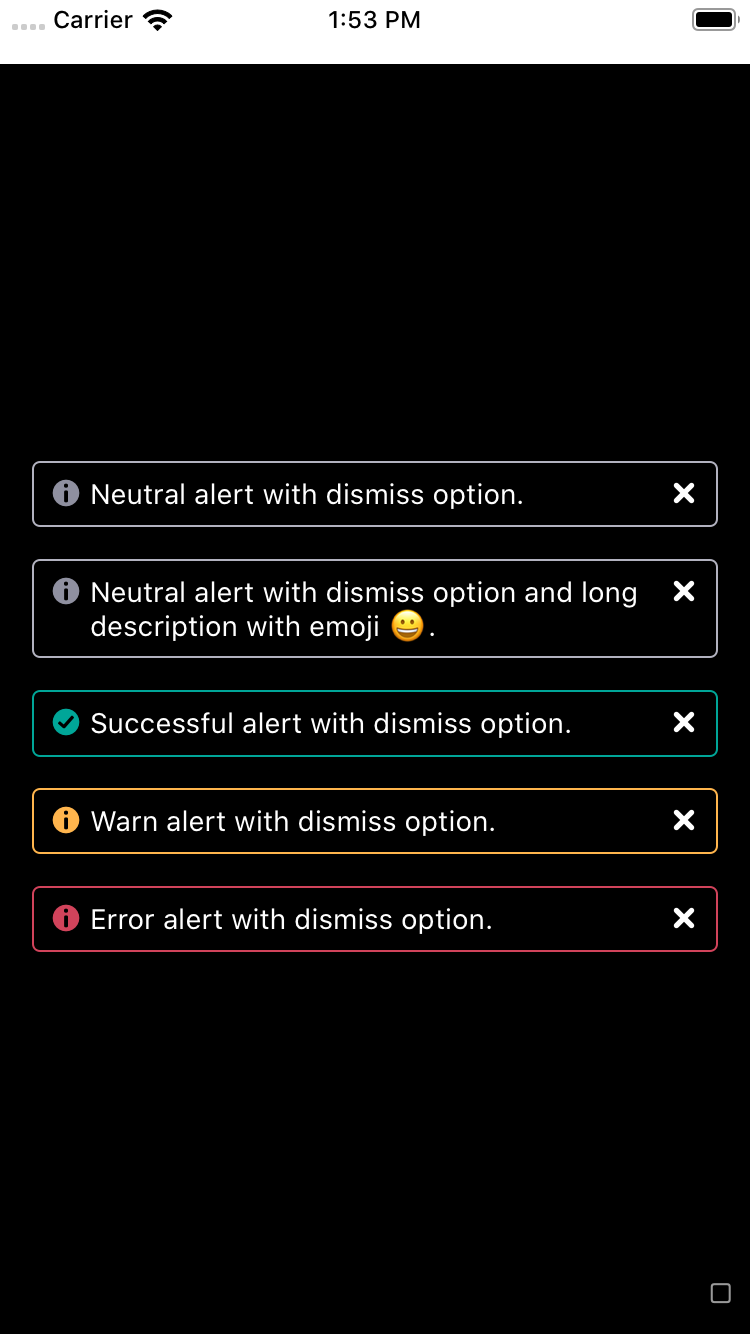 Carrier 1:53 PM
Neutral alert with dismiss option.
Neutral alert with dismiss option and long
description with emoji 😀.
Successful alert with dismiss option.
Warn alert with dismiss option.
Error alert with dismiss option.